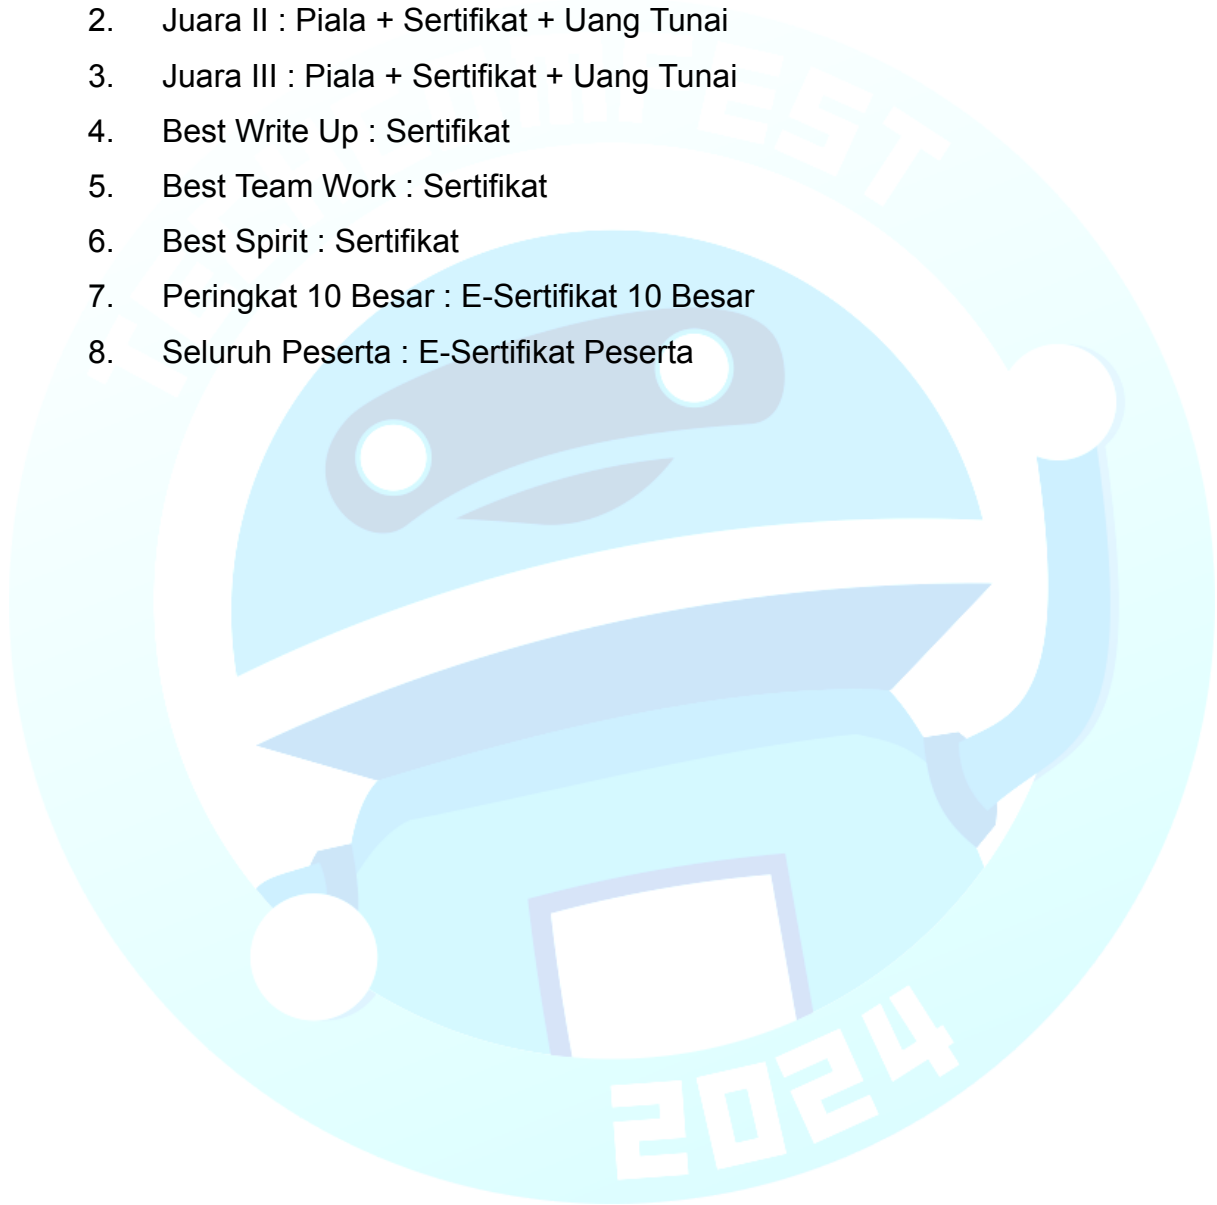 2. Juara II : Piala + Sertifikat + Uang Tunai
3. Juara III : Piala + Sertifikat + Uang Tunai
4. Best Write Up : Sertifikat
5. Best Team Work : Sertifikat
6. Best Spirit : Sertifikat
7. Peringkat 10 Besar : E-Sertifikat 10 Besar
8. Seluruh Peserta : E-Sertifikat Peserta
2024